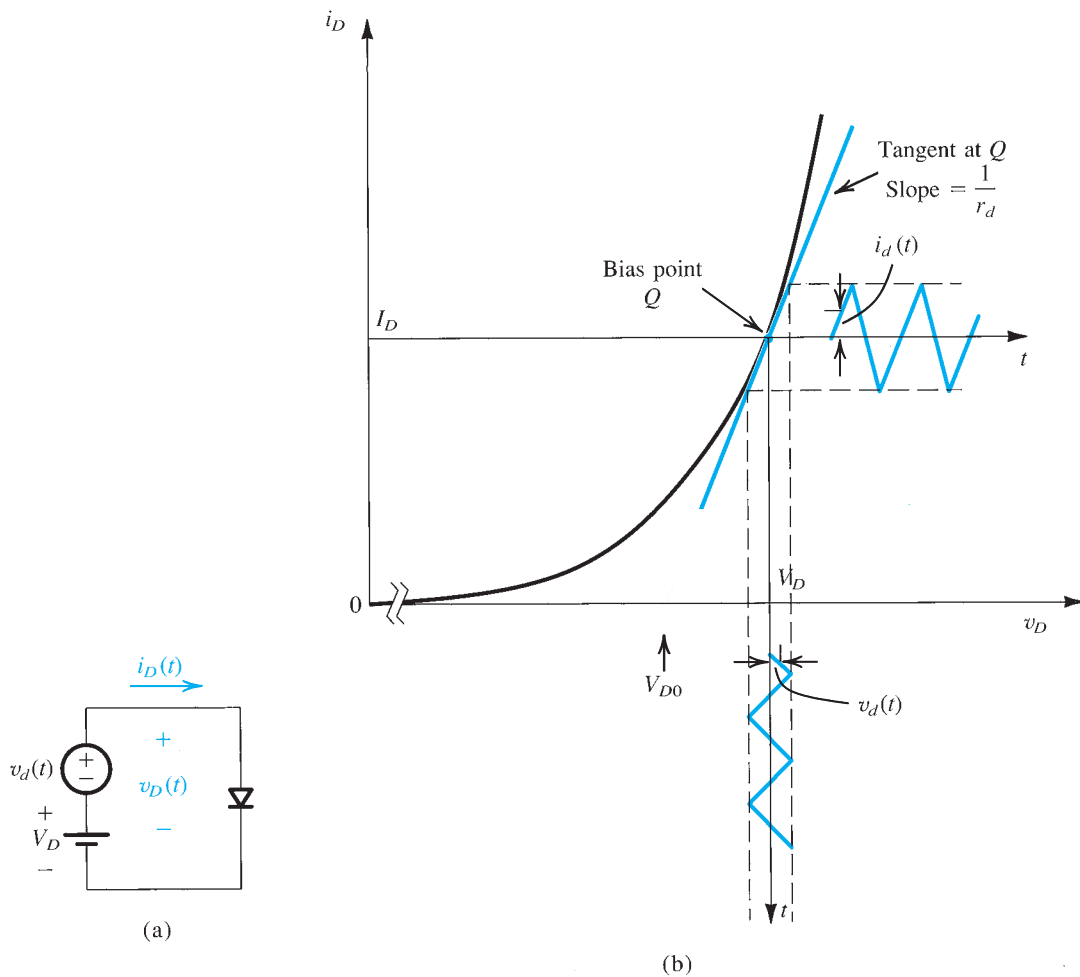 i_D
Tangent at Q
Slope = 1/r_d
i_d(t)
Bias point
Q
I_D
t
V_D
0
v_D
V_D0
v_d(t)
t
(b)
i_D(t)
+
v_d(t)
+
−
v_D(t)
+
V_D
−
−
(a)